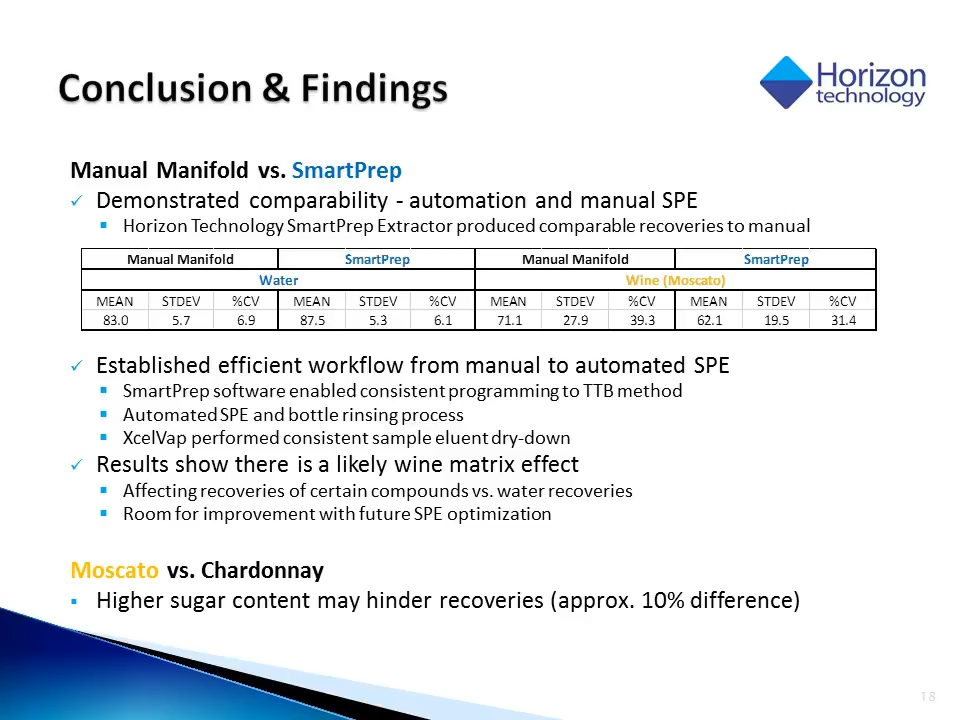 Conclusion & Findings
Horizon
technology
Manual Manifold vs. SmartPrep
Demonstrated comparability - automation and manual SPE
Horizon Technology SmartPrep Extractor produced comparable recoveries to manual
Manual Manifold SmartPrep Manual Manifold SmartPrep
Water Wine (Moscato)
MEAN STDEV %CV MEAN STDEV %CV MEAN STDEV %CV MEAN STDEV %CV
83.0 5.7 6.9 87.5 5.3 6.1 71.1 27.9 39.3 62.1 19.5 31.4
Established efficient workflow from manual to automated SPE
SmartPrep software enabled consistent programming to TTB method
Automated SPE and bottle rinsing process
XcelVap performed consistent sample eluent dry-down
Results show there is a likely wine matrix effect
Affecting recoveries of certain compounds vs. water recoveries
Room for improvement with future SPE optimization
Moscato vs. Chardonnay
Higher sugar content may hinder recoveries (approx. 10% difference)
18